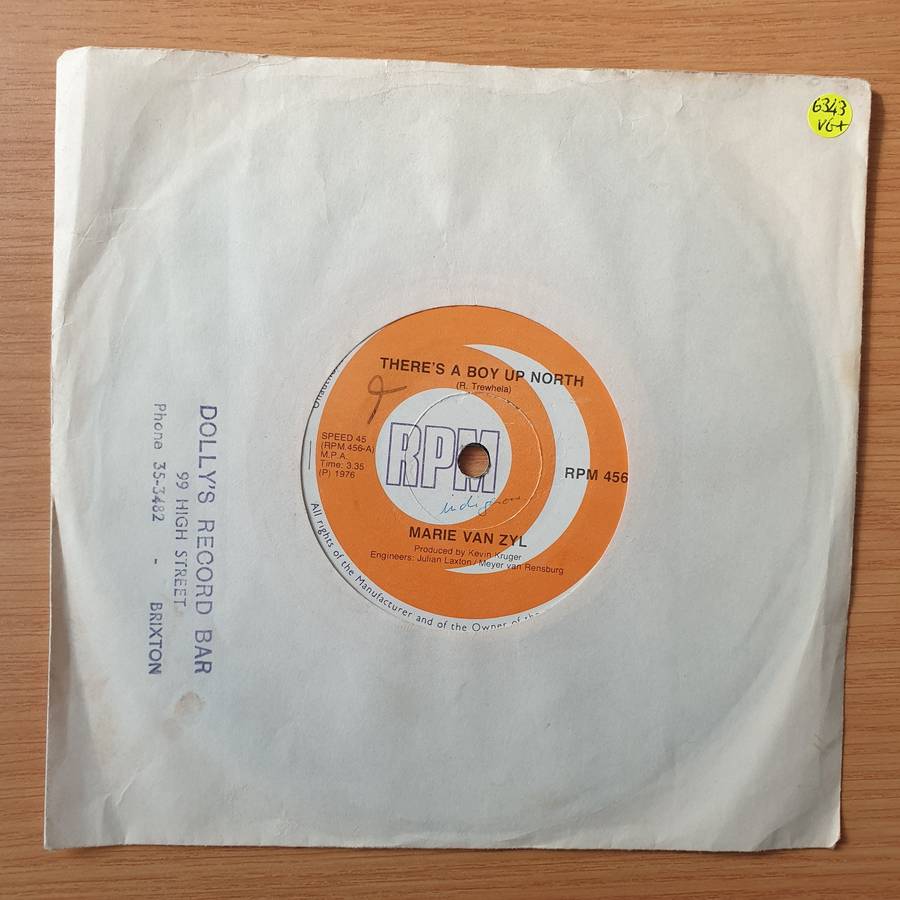 6343
VG+
THERE'S A BOY UP NORTH
(R. Trewhela)
SPEED 45
(RPM 456-A)
M.P.A.
Time: 3.35
(P) 1976
RPM
RPM 456
MARIE VAN ZYL
Produced by Kevin Kruger
Engineers: Julian Laxton / Meyer van Rensburg
All rights of the Manufacturer and of the Owner of the
DOLLY'S RECORD BAR
99 HIGH STREET
Phone 35-3482 - BRIXTON